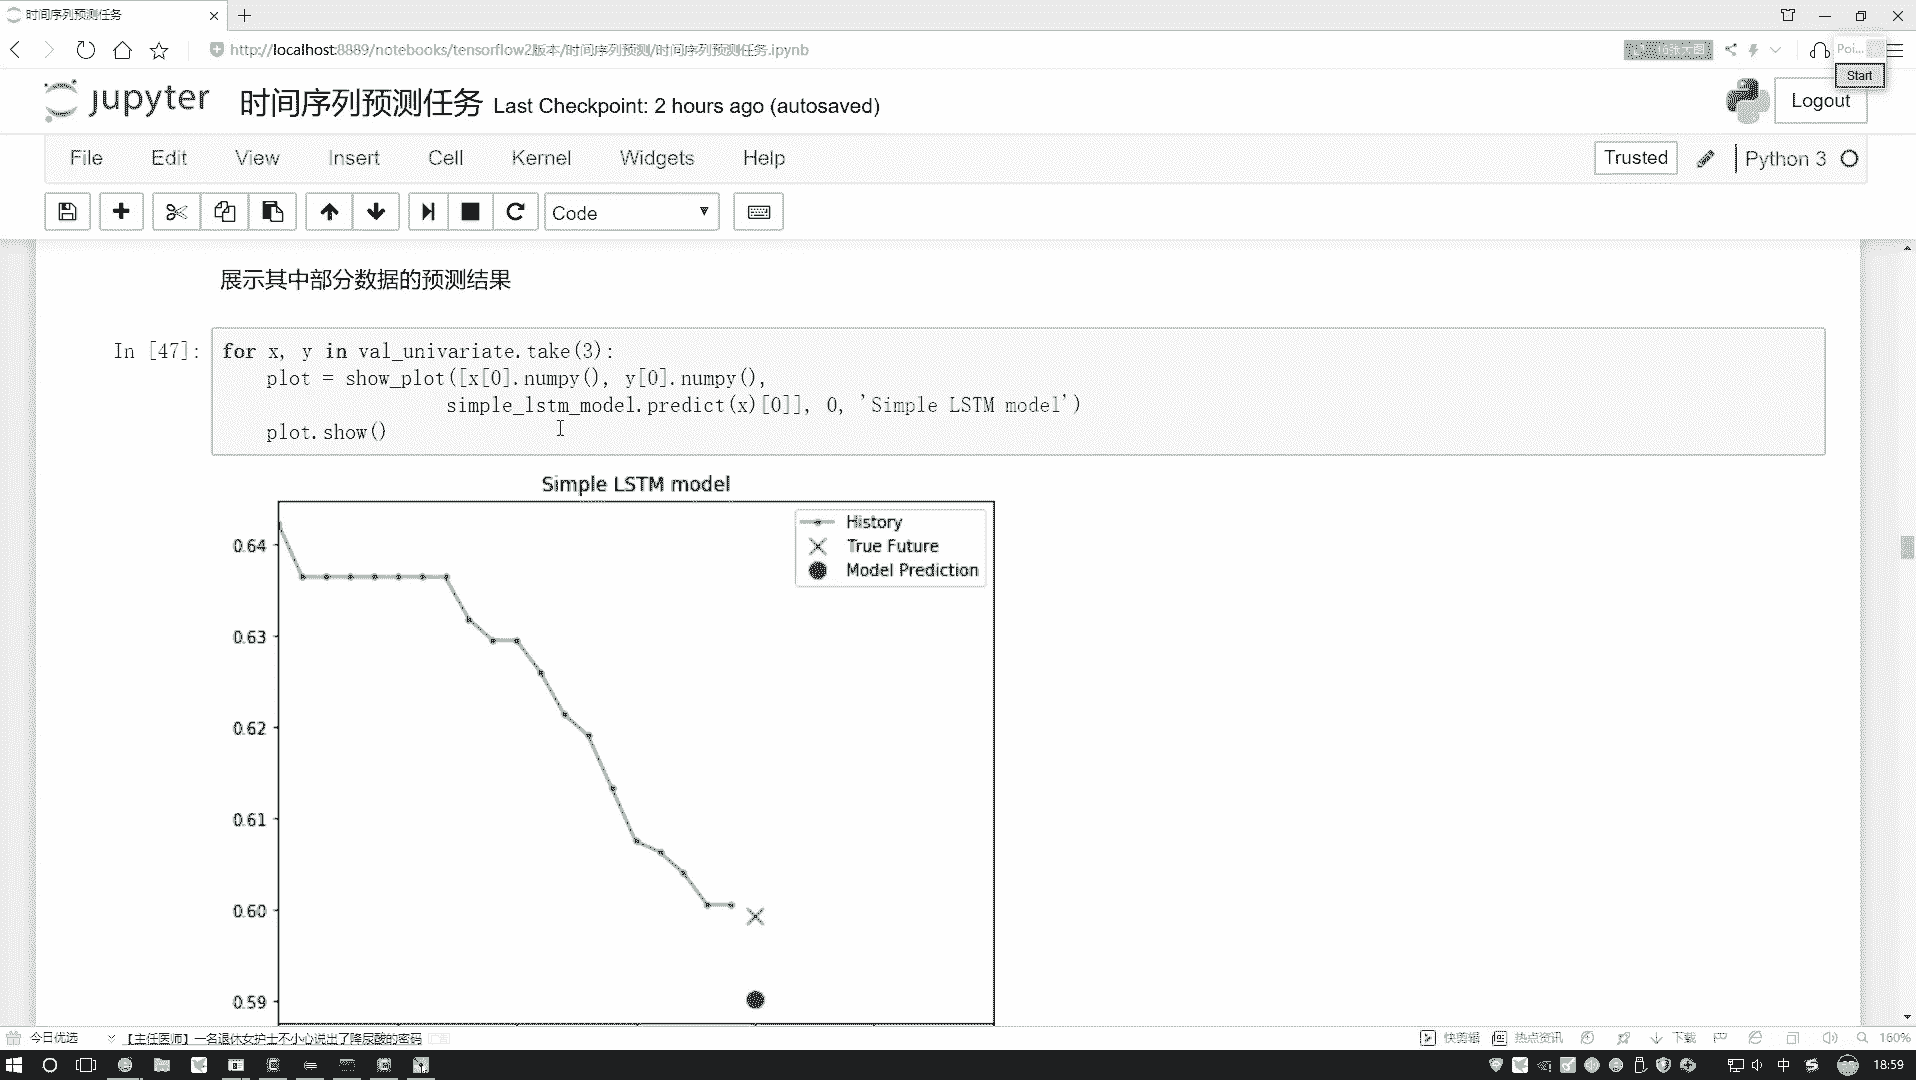 时间序列预测任务
http://localhost:8889/notebooks/tensorflow2版本/时间序列预测/时间序列预测任务.ipynb
Poi...
Start
jupyter 时间序列预测任务 Last Checkpoint: 2 hours ago (autosaved)
Logout
File Edit View Insert Cell Kernel Widgets Help
Trusted Python 3
Code
展示其中部分数据的预测结果
In [47]: for x, y in val_univariate.take(3):
plot = show_plot([x[0].numpy(), y[0].numpy(),
simple_lstm_model.predict(x)[0]], 0, 'Simple LSTM model')
plot.show()
Simple LSTM model
History
True Future
Model Prediction
0.64
0.63
0.62
0.61
0.60
0.59
今日优选 【主任医师】一名退休女护士不小心说出了降尿酸的密码
快剪辑 热点资讯 下载 160%
中 18:59